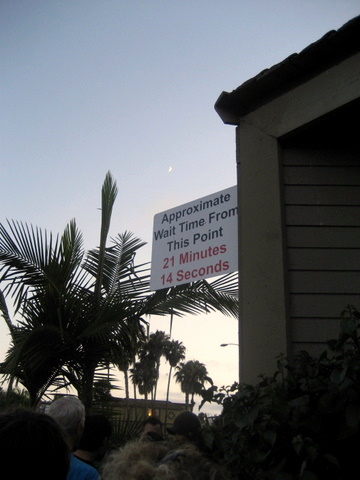 Approximate
Wait Time From
This Point
21 Minutes
14 Seconds